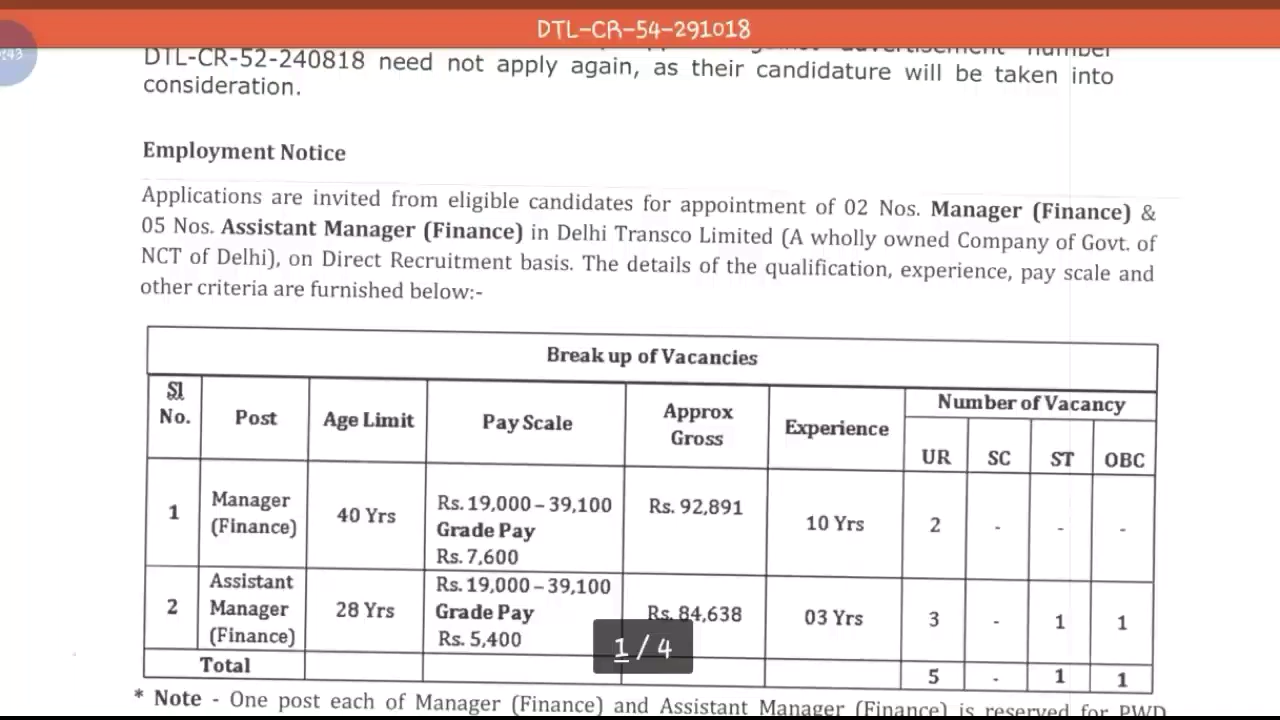 DTL-CR-54-291018
:43
advertisement number
DTL-CR-52-240818 need not apply again, as their candidature will be taken into
consideration.
Employment Notice
Applications are invited from eligible candidates for appointment of 02 Nos. Manager (Finance) &
05 Nos. Assistant Manager (Finance) in Delhi Transco Limited (A wholly owned Company of Govt. of
NCT of Delhi), on Direct Recruitment basis. The details of the qualification, experience, pay scale and
other criteria are furnished below:-
Break up of Vacancies
Sl No. Post Age Limit Pay Scale Approx Gross Experience Number of Vacancy
UR SC ST OBC
1 Manager (Finance) 40 Yrs Rs. 19,000 – 39,100 Grade Pay Rs. 7,600 Rs. 92,891 10 Yrs 2 - - -
2 Assistant Manager (Finance) 28 Yrs Rs. 19,000 – 39,100 Grade Pay Rs. 5,400 Rs. 84,638 03 Yrs 3 - 1 1
Total 5 - 1 1
1 / 4
* Note - One post each of Manager (Finance) and Assistant Manager (Finance) is reserved for PWD